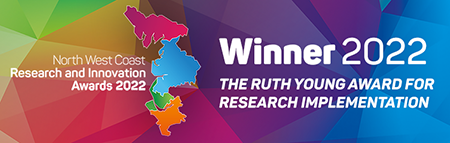 North West Coast
Research and Innovation
Awards 2022
Winner 2022
THE RUTH YOUNG AWARD FOR
RESEARCH IMPLEMENTATION